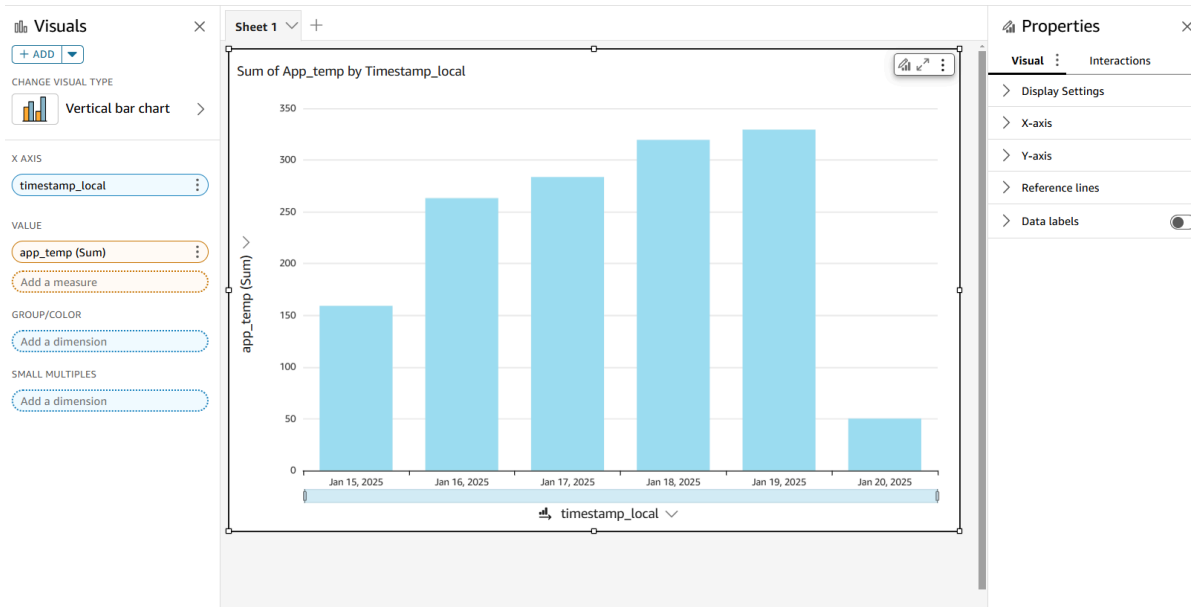 Visuals
+ ADD
CHANGE VISUAL TYPE
Vertical bar chart
X AXIS
timestamp_local
VALUE
app_temp (Sum)
Add a measure
GROUP/COLOR
Add a dimension
SMALL MULTIPLES
Add a dimension
Sheet 1
Sum of App_temp by Timestamp_local
app_temp (Sum)
350
300
250
200
150
100
50
0
Jan 15, 2025 Jan 16, 2025 Jan 17, 2025 Jan 18, 2025 Jan 19, 2025 Jan 20, 2025
timestamp_local
Properties
Visual Interactions
Display Settings
X-axis
Y-axis
Reference lines
Data labels